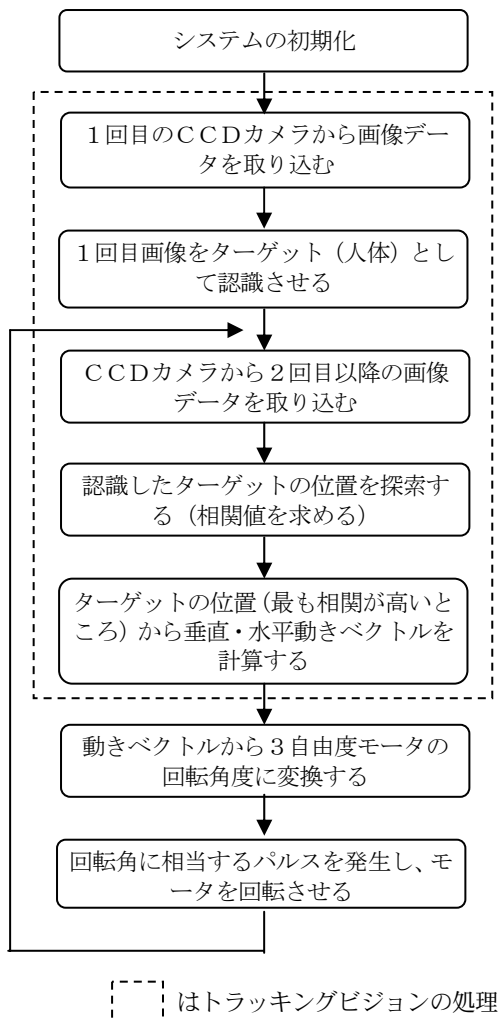 システムの初期化
１回目のＣＣＤカメラから画像デー
タを取り込む
１回目画像をターゲット（人体）とし
て認識させる
ＣＣＤカメラから２回目以降の画像
データを取り込む
認識したターゲットの位置を探索す
る（相関値を求める）
ターゲットの位置（最も相関が高いと
ころ）から垂直・水平動きベクトルを
計算する
動きベクトルから３自由度モータの
回転角度に変換する
回転角に相当するパルスを発生し、モ
ータを回転させる
はトラッキングビジョンの処理